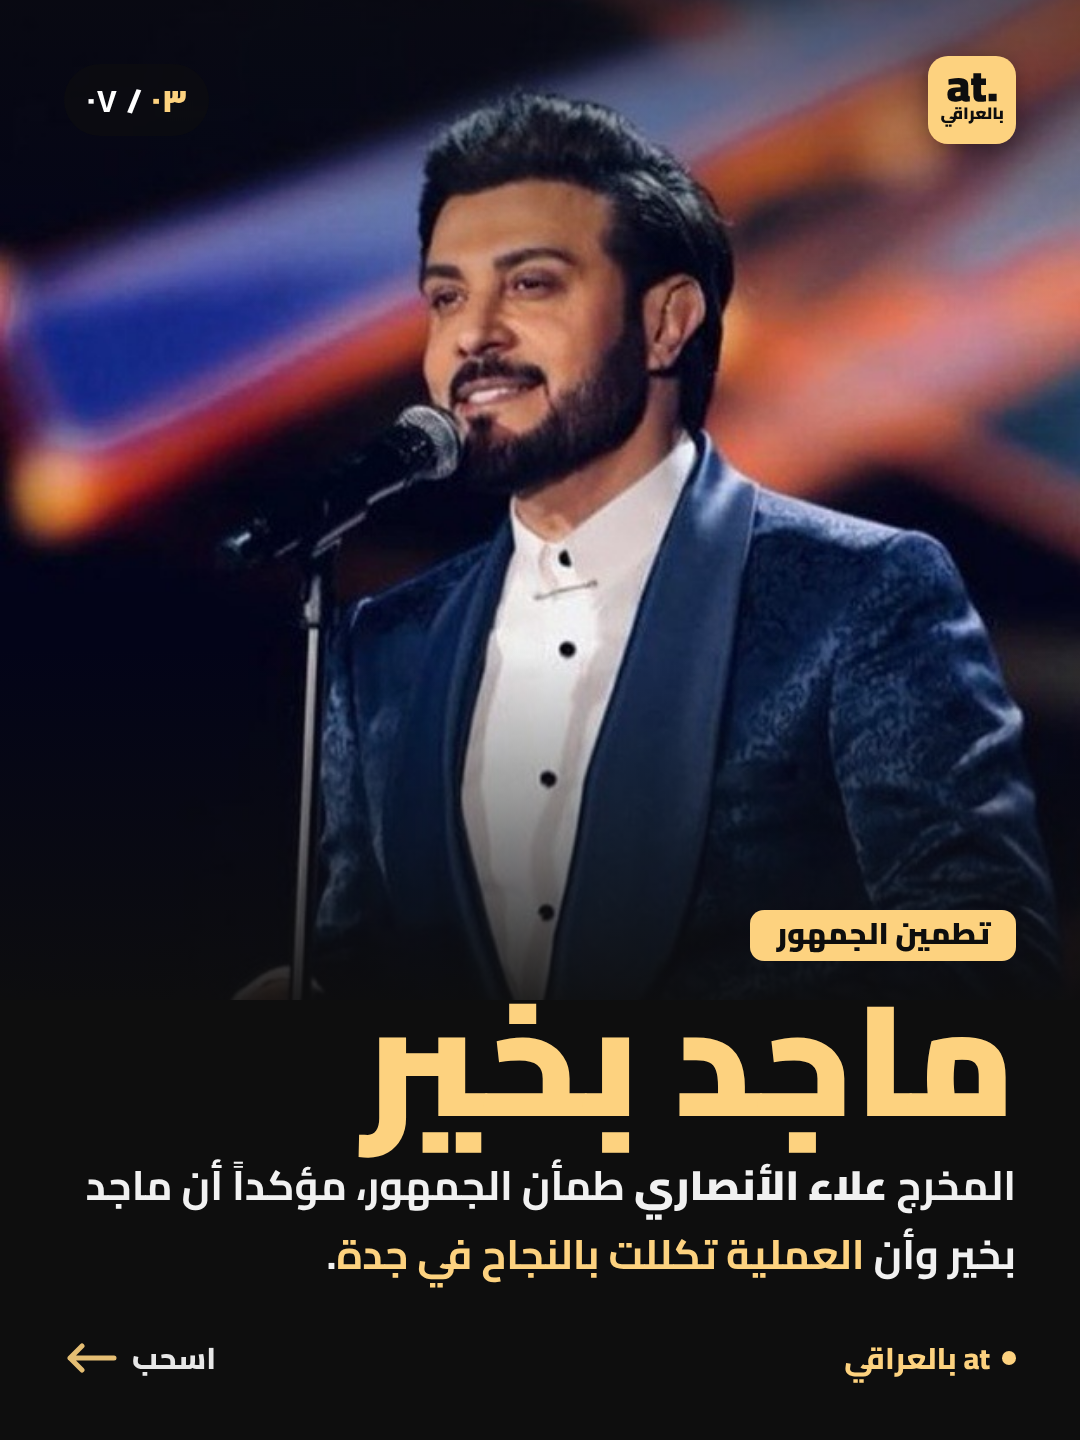 at.
بالعراقي
٠٣ / ٠٧
تطمين الجمهور
ماجد بخير
المخرج علاء الأنصاري طمأن الجمهور، مؤكداً أن ماجد
بخير وأن العملية تكللت بالنجاح في جدة.
at بالعراقي
اسحب